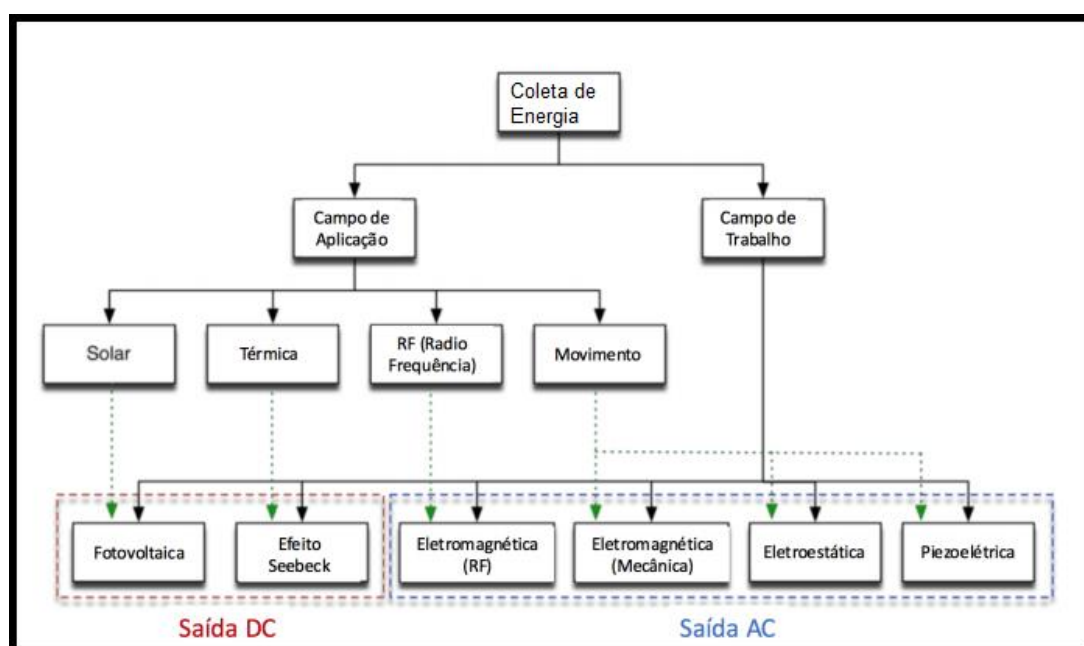 Coleta de
Energia
Campo de
Aplicação
Campo de
Trabalho
Solar
Térmica
RF (Radio
Frequência)
Movimento
Fotovoltaica
Efeito
Seebeck
Eletromagnética
(RF)
Eletromagnética
(Mecânica)
Eletroestática
Piezoelétrica
Saída DC
Saída AC